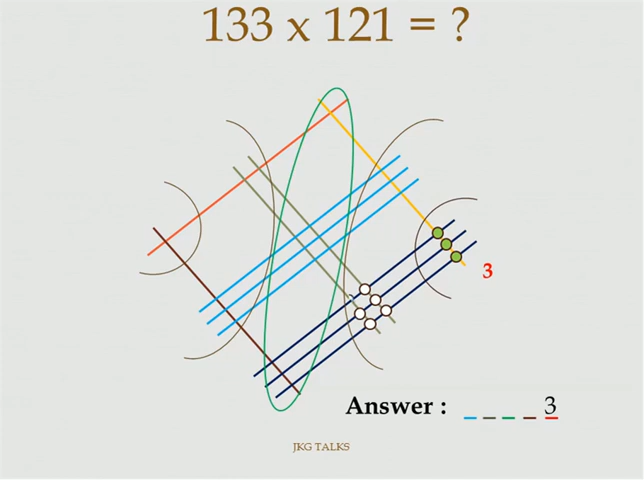 133 x 121 = ?
3
Answer : _ _ _ _ 3
JKG TALKS